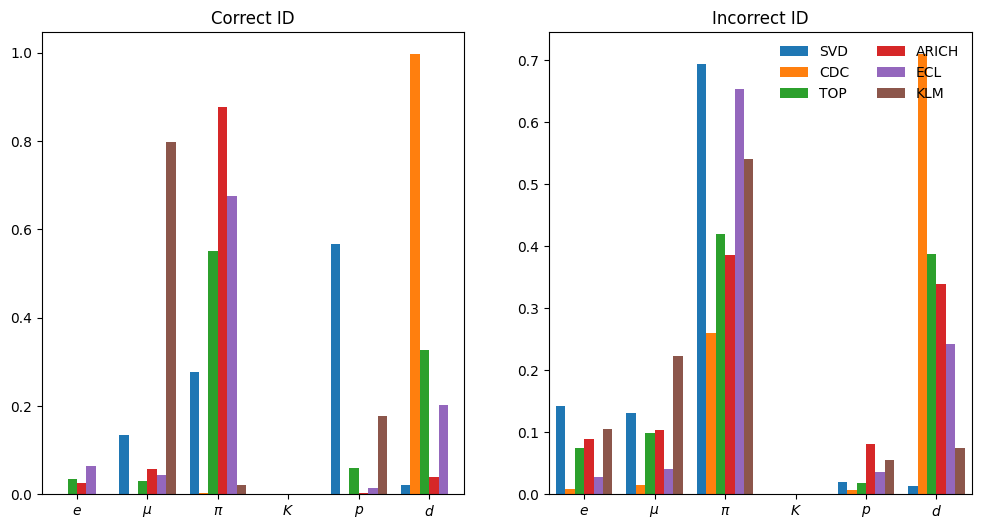 Correct ID
1.0
0.8
0.6
0.4
0.2
0.0
e μ π K p d
Incorrect ID
SVD ARICH
CDC ECL
TOP KLM
0.7
0.6
0.5
0.4
0.3
0.2
0.1
0.0
e μ π K p d